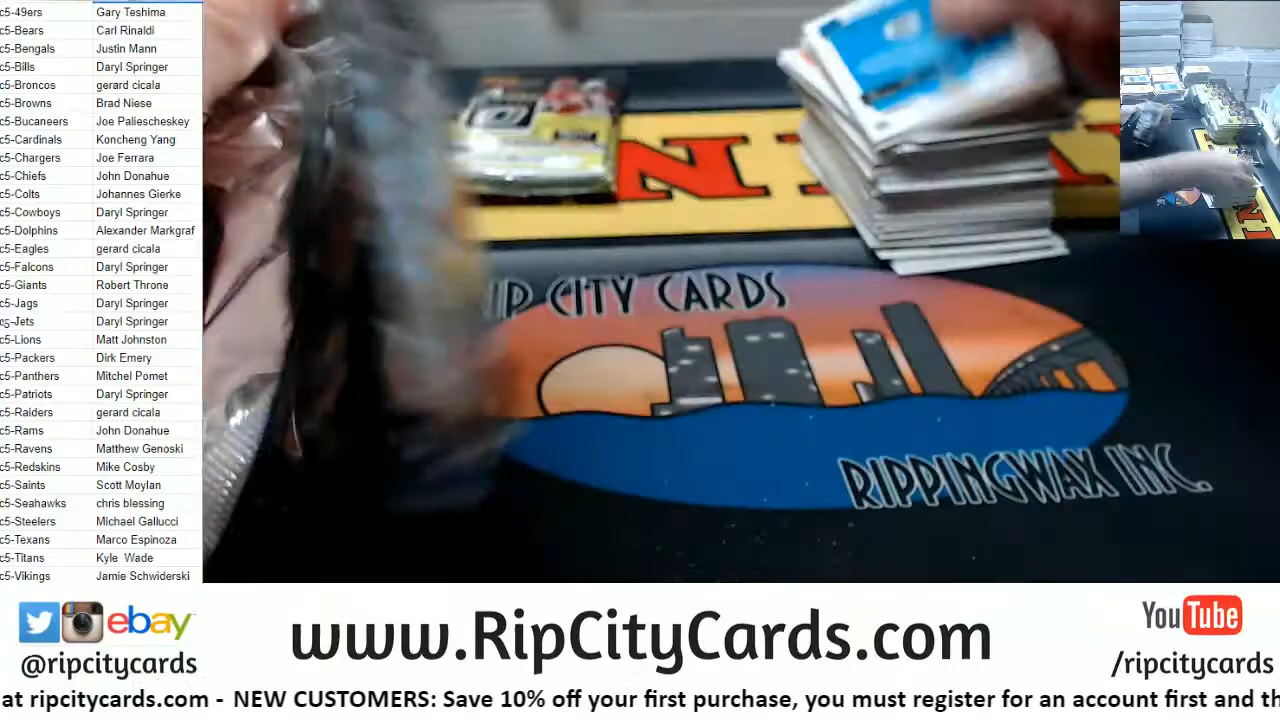 c5-49ers Gary Teshima
c5-Bears Carl Rinaldi
c5-Bengals Justin Mann
c5-Bills Daryl Springer
c5-Broncos gerard cicala
c5-Browns Brad Niese
c5-Bucaneers Joe Paliescheskey
c5-Cardinals Koncheng Yang
c5-Chargers Joe Ferrara
c5-Chiefs John Donahue
c5-Colts Johannes Gierke
c5-Cowboys Daryl Springer
c5-Dolphins Alexander Markgraf
c5-Eagles gerard cicala
c5-Falcons Daryl Springer
c5-Giants Robert Throne
c5-Jags Daryl Springer
c5-Jets Daryl Springer
c5-Lions Matt Johnston
c5-Packers Dirk Emery
c5-Panthers Mitchel Pomet
c5-Patriots Daryl Springer
c5-Raiders gerard cicala
c5-Rams John Donahue
c5-Ravens Matthew Genoski
c5-Redskins Mike Cosby
c5-Saints Scott Moylan
c5-Seahawks chris blessing
c5-Steelers Michael Gallucci
c5-Texans Marco Espinoza
c5-Titans Kyle Wade
c5-Vikings Jamie Schwiderski
IP CITY CARDS
RIPPINGWAX INC.
ebay
@ripcitycards
www.RipCityCards.com
YouTube
/ripcitycards
at ripcitycards.com - NEW CUSTOMERS: Save 10% off your first purchase, you must register for an account first and th